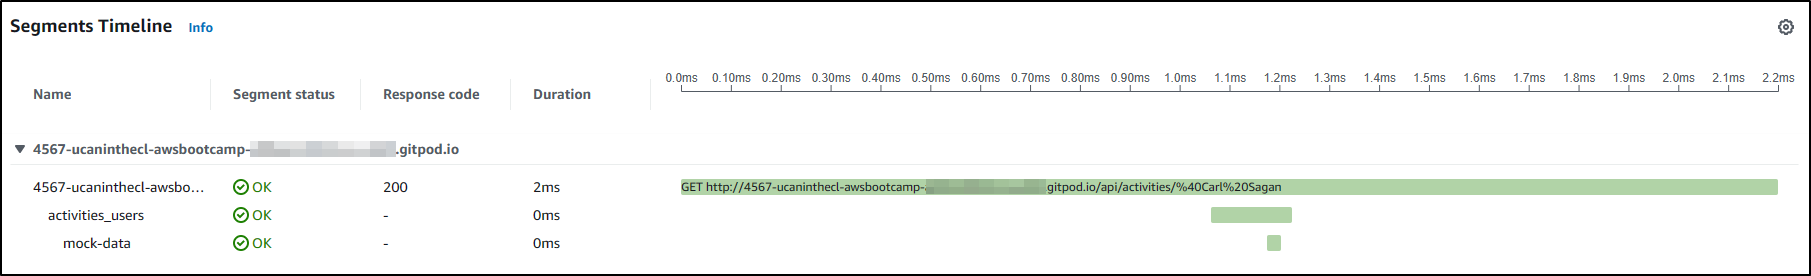 Segments Timeline Info
0.0ms 0.10ms 0.20ms 0.30ms 0.40ms 0.50ms 0.60ms 0.70ms 0.80ms 0.90ms 1.0ms 1.1ms 1.2ms 1.3ms 1.4ms 1.5ms 1.6ms 1.7ms 1.8ms 1.9ms 2.0ms 2.1ms 2.2ms
Name Segment status Response code Duration
4567-ucaninthecl-awsbootcamp- .gitpod.io
4567-ucaninthecl-awsbo... OK 200 2ms GET http://4567-ucaninthecl-awsbootcamp- gitpod.io/api/activities/%40Carl%20Sagan
activities_users OK - 0ms
mock-data OK - 0ms